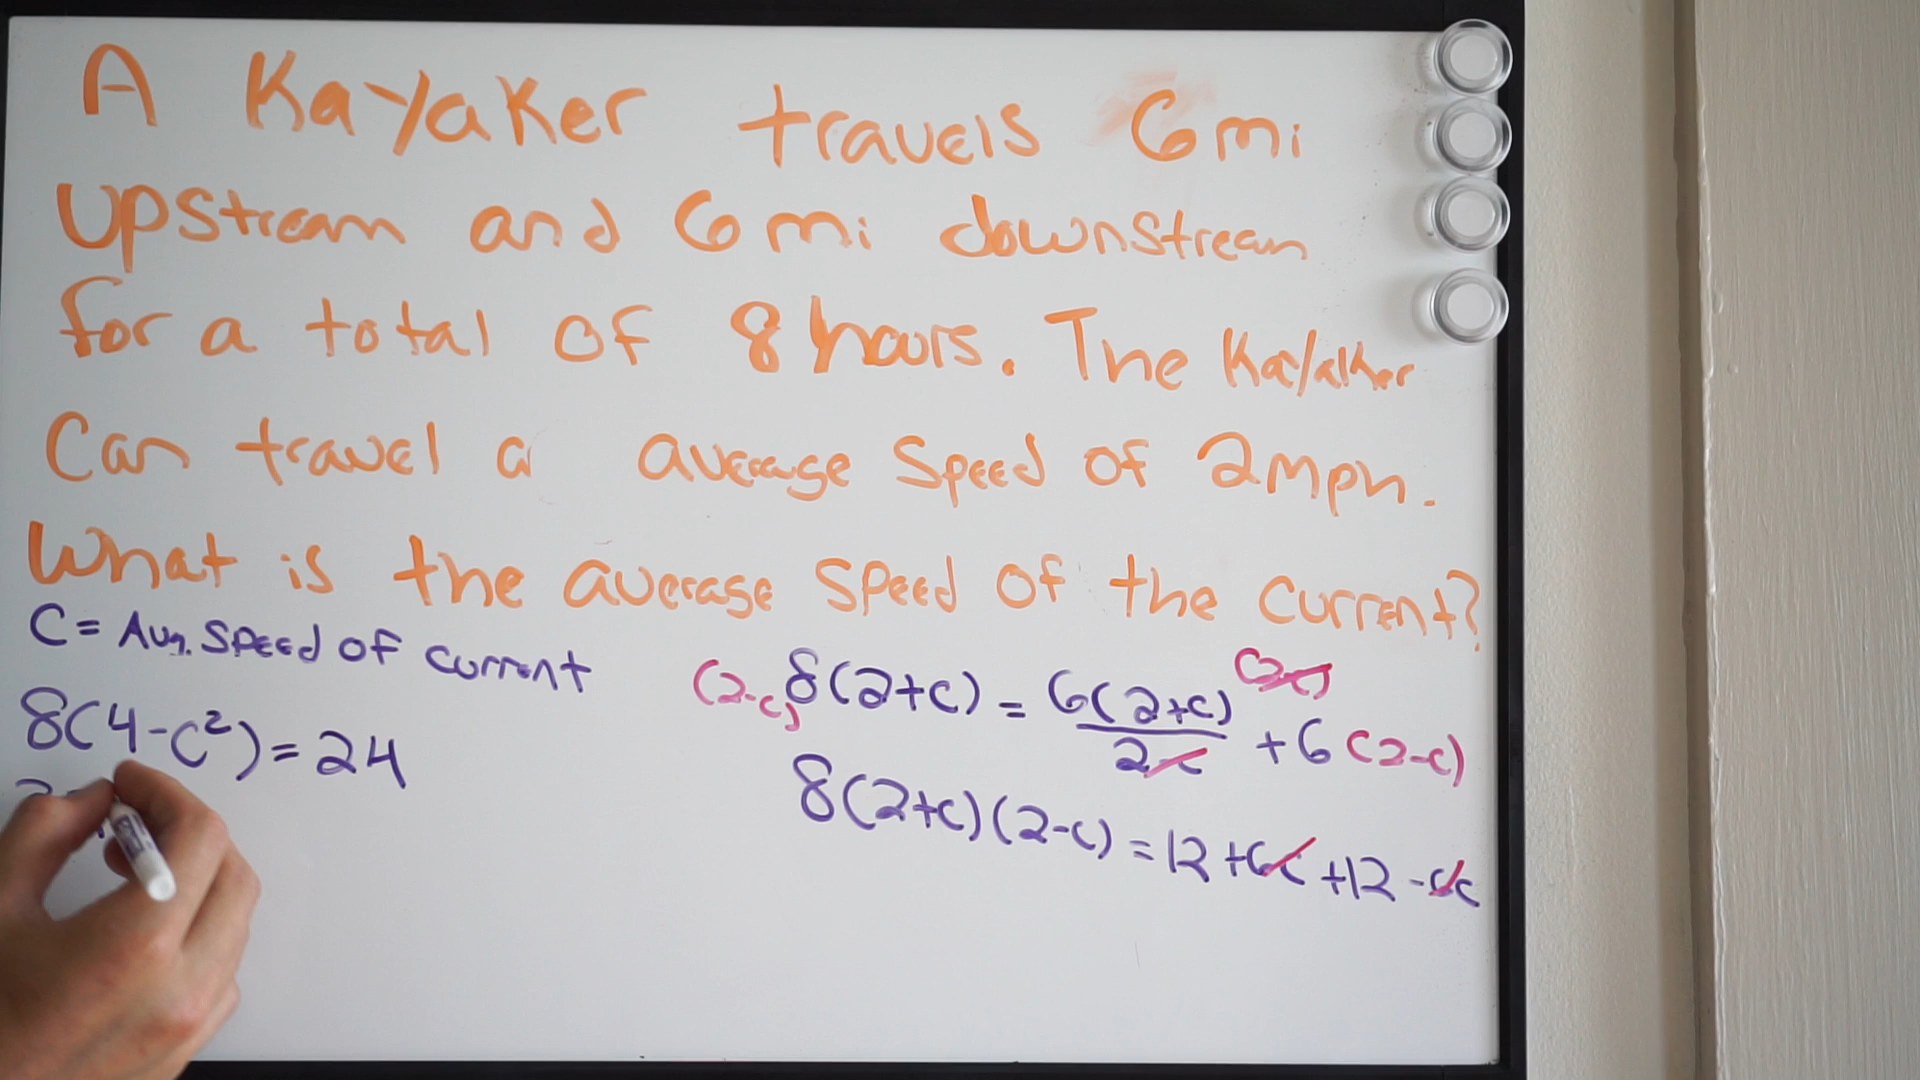 A Kayaker travels 6mi
upstream and 6mi downstream
for a total of 8 hours. The Kayaker
Can travel a average speed of 2mph.
What is the average speed of the current?
C = Avg. speed of current
8(4-c²)=24
(2-c)8(2+c) = 6(2+c)/2-c (2-c) + 6(2-c)
8(2+c)(2-c) = 12+6c+12-6c